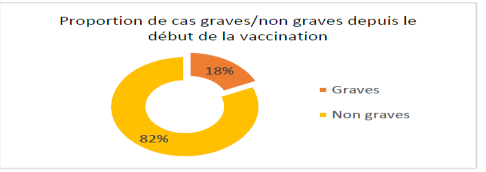 Proportion de cas graves/non graves depuis le
début de la vaccination
18%
Graves
Non graves
82%